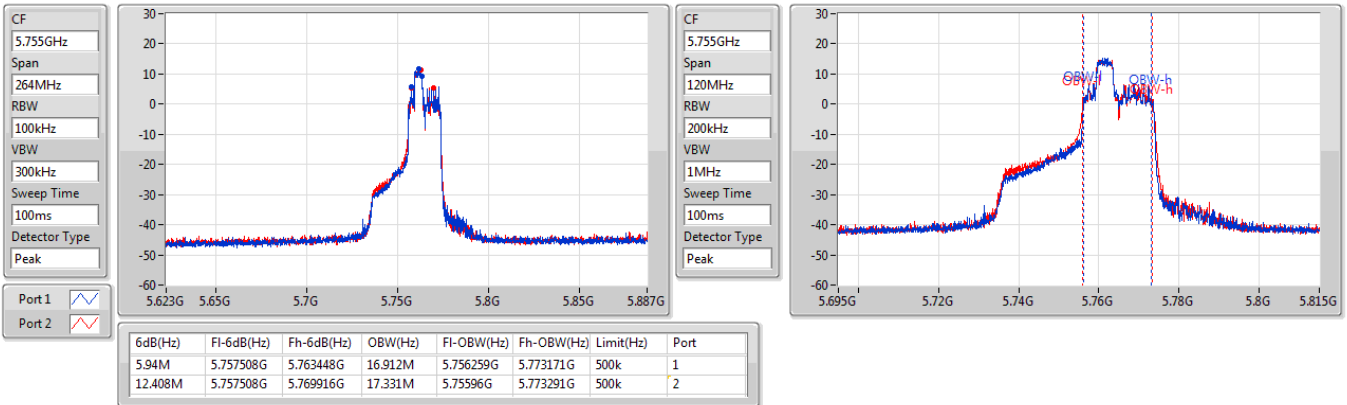 CF
5.755GHz
Span
264MHz
RBW
100kHz
VBW
300kHz
Sweep Time
100ms
Detector Type
Peak
Port 1
Port 2
30
20
10
0
-10
-20
-30
-40
-50
-60
5.623G 5.65G 5.7G 5.75G 5.8G 5.85G 5.887G
CF
5.755GHz
Span
120MHz
RBW
200kHz
VBW
1MHz
Sweep Time
100ms
Detector Type
Peak
30
20
10
0
-10
-20
-30
-40
-50
-60
OBW-l OBW-h
OBW-l OBW-h
5.695G 5.72G 5.74G 5.76G 5.78G 5.8G 5.815G
6dB(Hz) Fl-6dB(Hz) Fh-6dB(Hz) OBW(Hz) Fl-OBW(Hz) Fh-OBW(Hz) Limit(Hz) Port
5.94M 5.757508G 5.763448G 16.912M 5.756259G 5.773171G 500k 1
12.408M 5.757508G 5.769916G 17.331M 5.75596G 5.773291G 500k 2